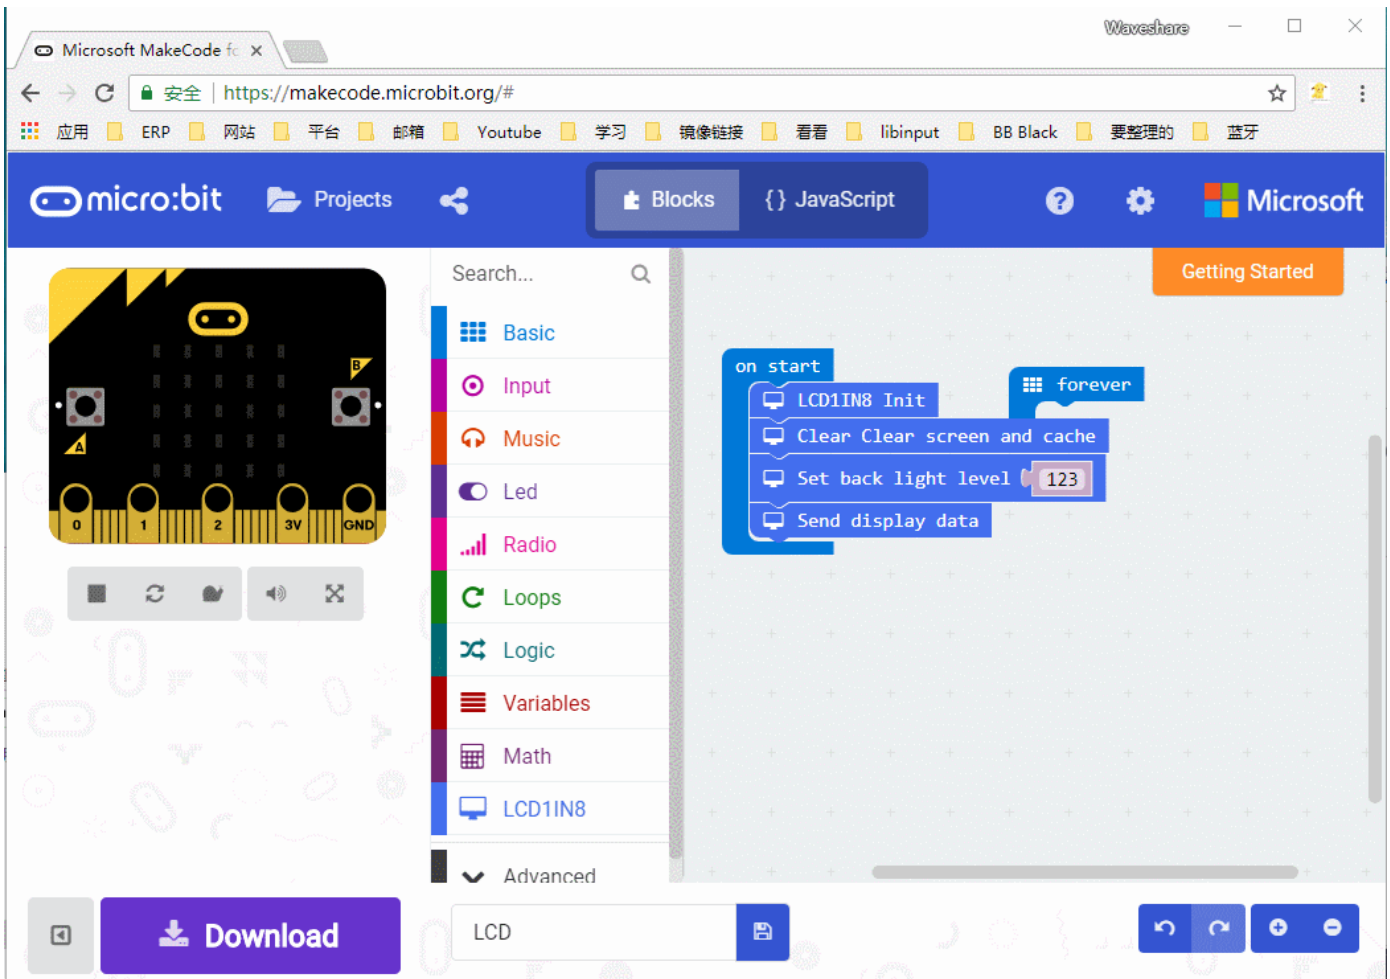 Waveshare
Microsoft MakeCode fo
安全 https://makecode.microbit.org/#
应用 ERP 网站 平台 邮箱 Youtube 学习 镜像链接 看看 libinput BB Black 要整理的 蓝牙
micro:bit Projects Blocks {} JavaScript ? Microsoft
Getting Started
B
A
0 1 2 3V GND
Search...
Basic
Input
Music
Led
Radio
Loops
Logic
Variables
Math
LCD1IN8
Advanced
on start
LCD1IN8 Init
Clear Clear screen and cache
Set back light level 123
Send display data
forever
Download
LCD